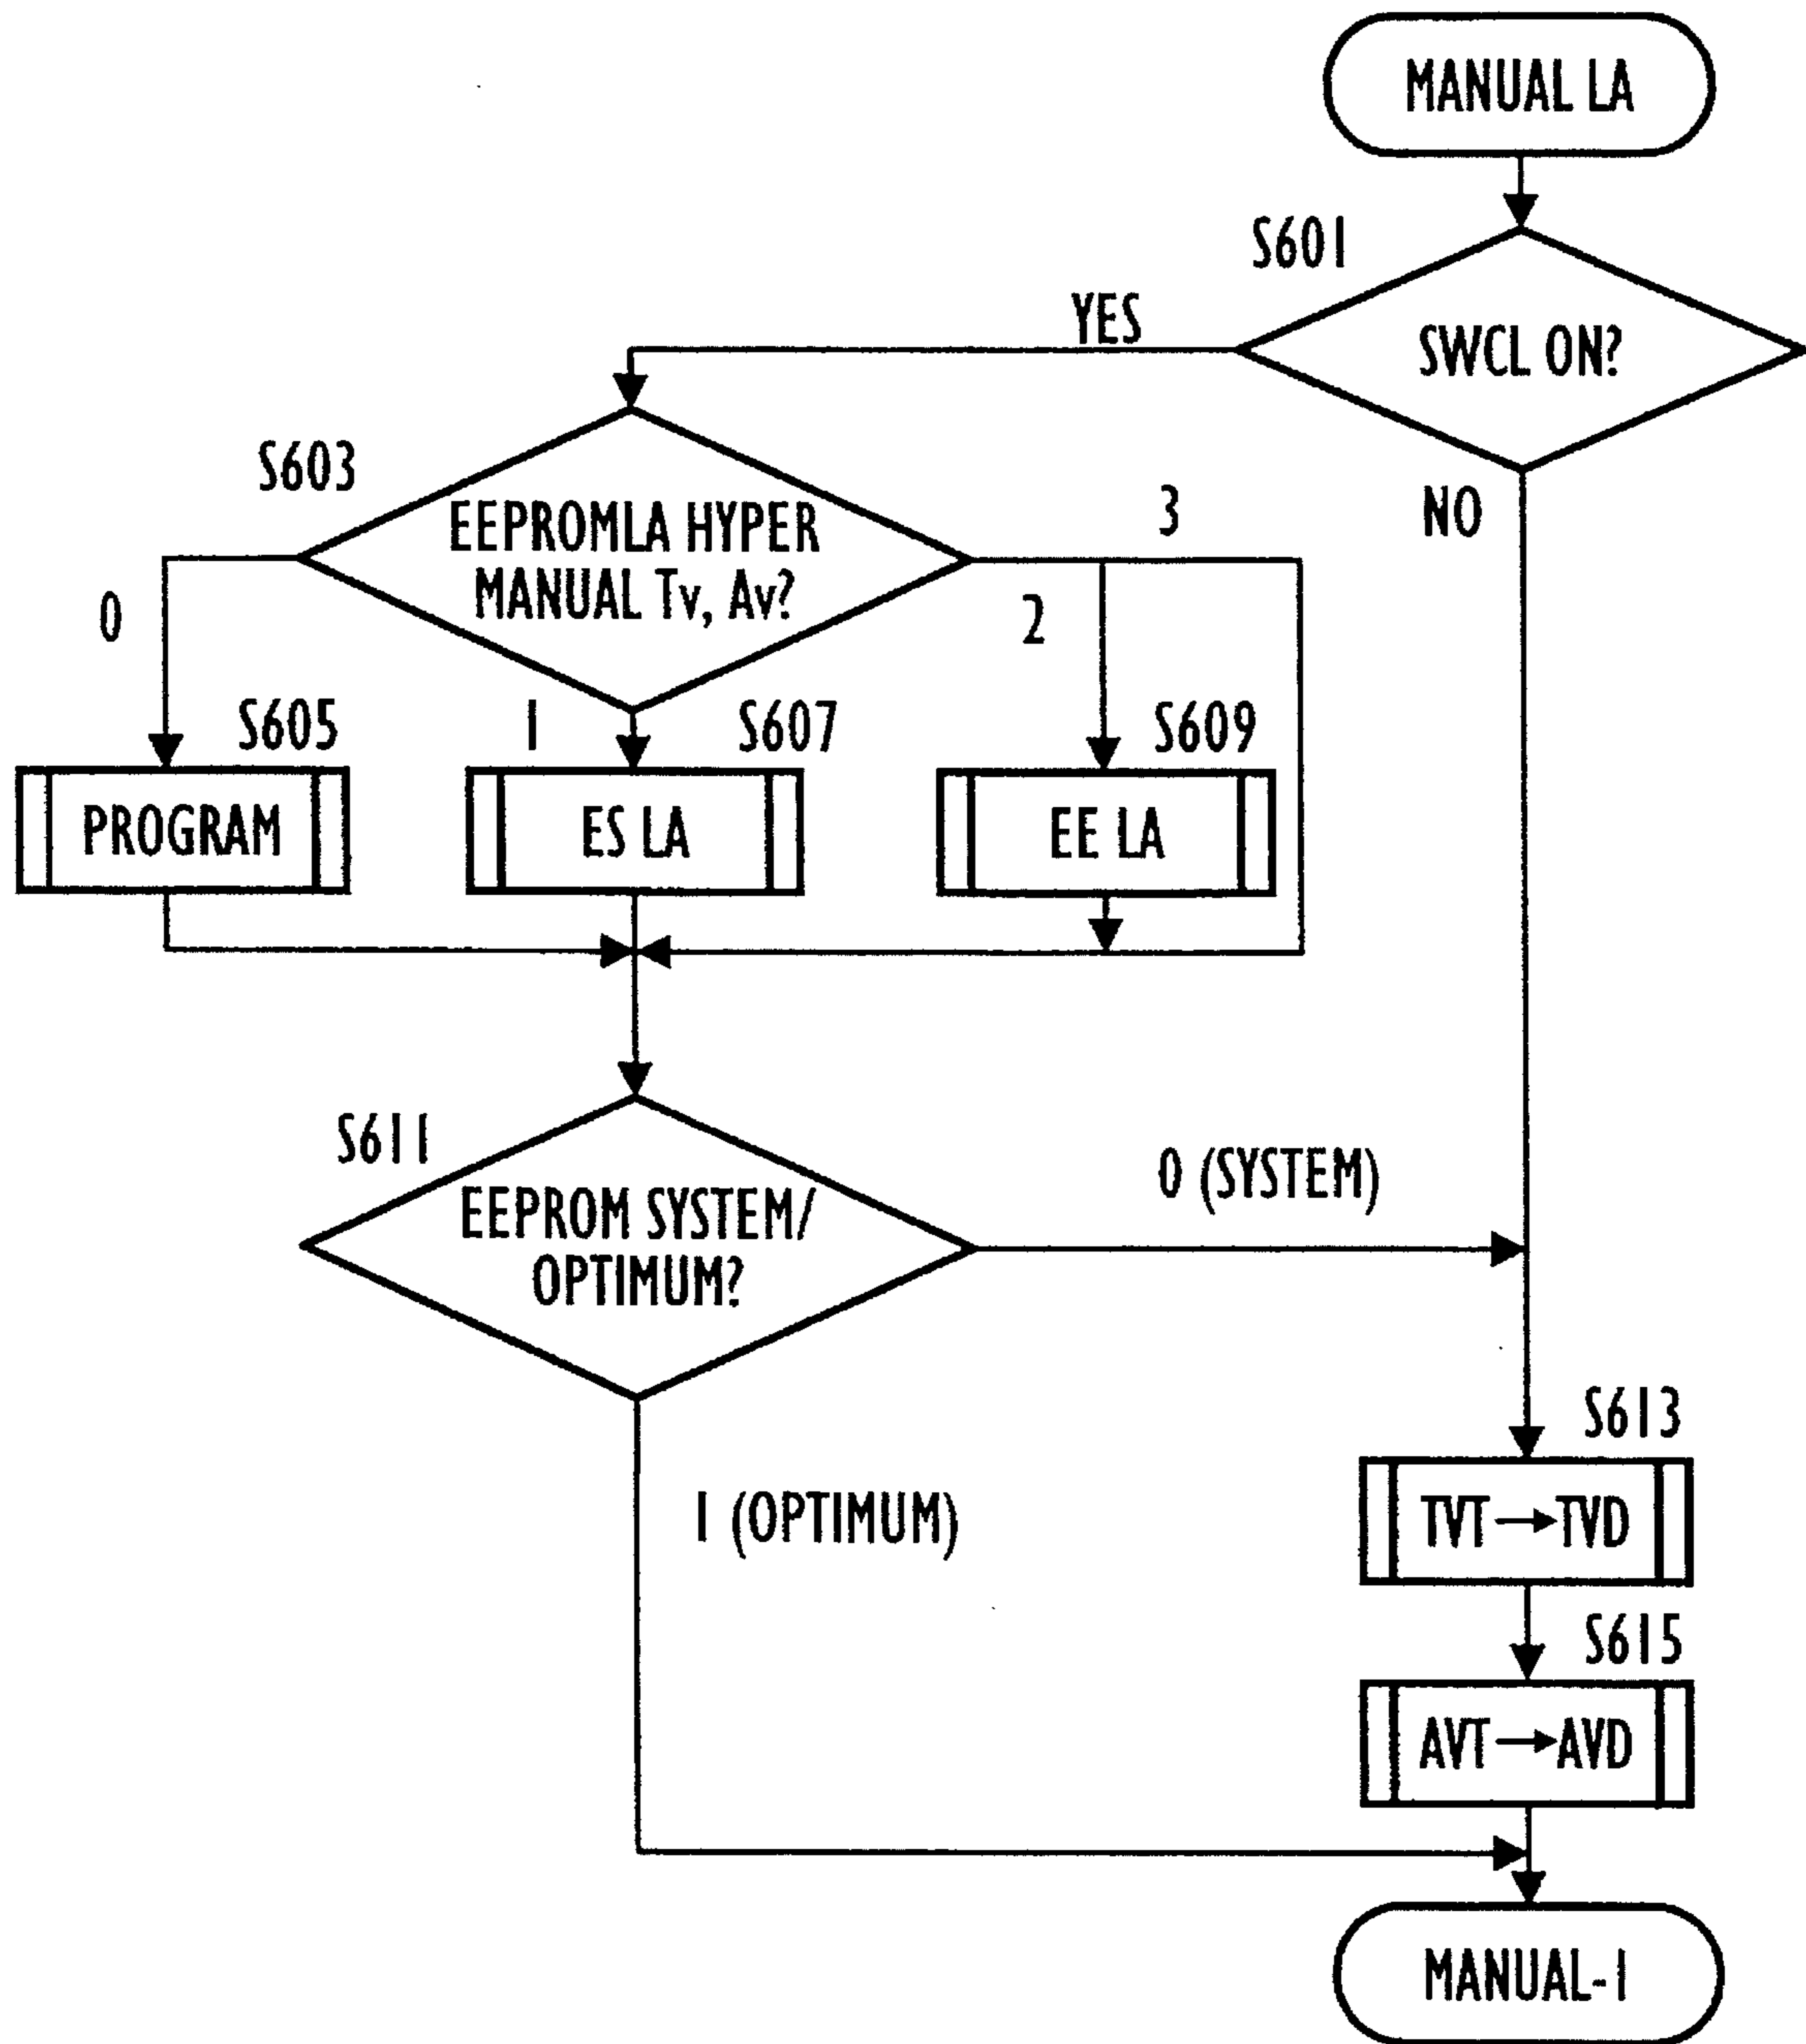 MANUAL LA
S601
YES
SWCL ON?
S603
EEPROMLA HYPER
MANUAL Tv, Av?
3
NO
0
2
S605
1
S607
S609
PROGRAM
ES LA
EE LA
S611
EEPROM SYSTEM/
OPTIMUM?
0 (SYSTEM)
S613
1 (OPTIMUM)
TVT→TVD
S615
AVT→AVD
MANUAL-1